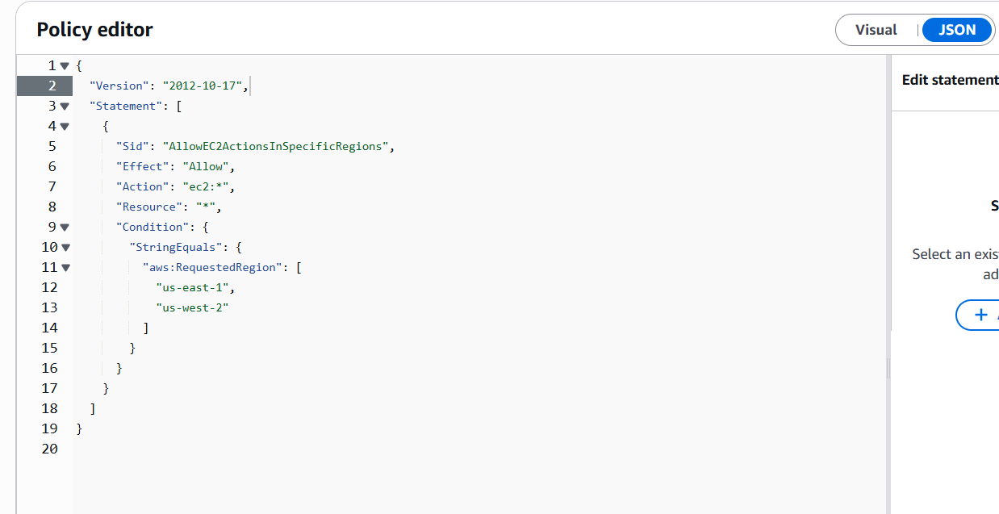 Policy editor
Visual
JSON
1 {
2 "Version": "2012-10-17",
3 "Statement": [
4 {
5 "Sid": "AllowEC2ActionsInSpecificRegions",
6 "Effect": "Allow",
7 "Action": "ec2:*",
8 "Resource": "*",
9 "Condition": {
10 "StringEquals": {
11 "aws:RequestedRegion": [
12 "us-east-1",
13 "us-west-2"
14 ]
15 }
16 }
17 }
18 ]
19 }
20
Edit statement
S
Select an exis
ad
+